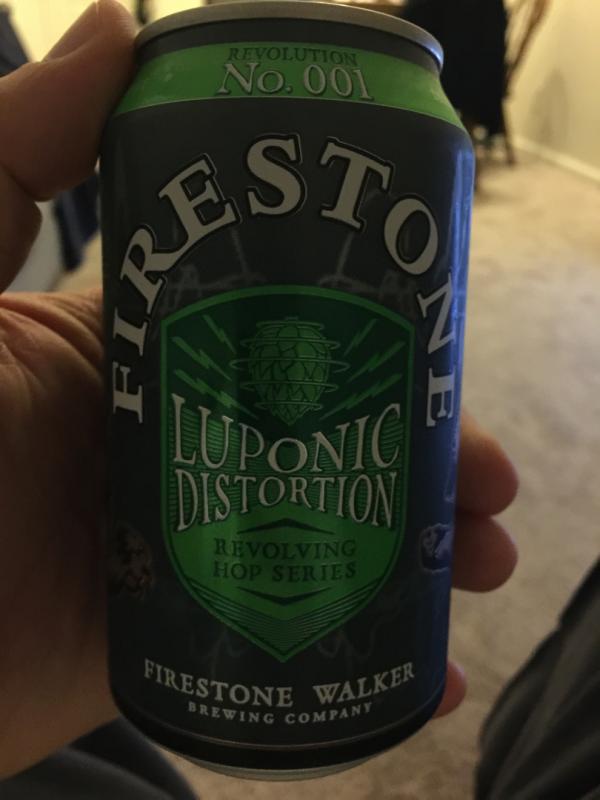 REVOLUTION
No. 001
FIRESTONE
LUPONIC
DISTORTION
REVOLVING
HOP SERIES
FIRESTONE WALKER
BREWING COMPANY